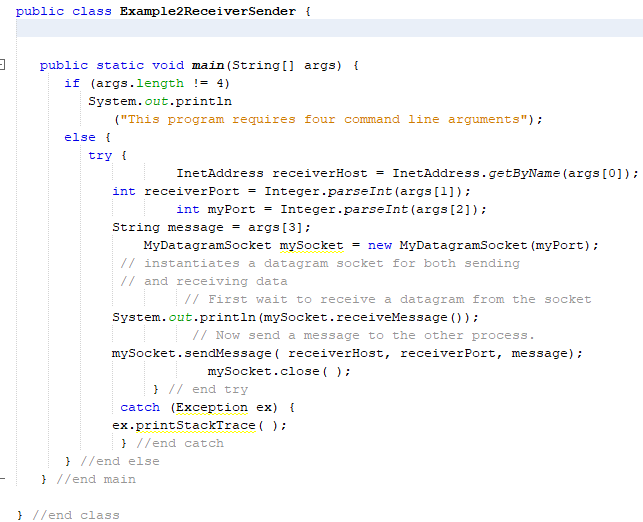 public class Example2ReceiverSender {
public static void main(String[] args) {
if (args.length != 4)
System.out.println
("This program requires four command line arguments");
else {
try {
InetAddress receiverHost = InetAddress.getByName(args[0]);
int receiverPort = Integer.parseInt(args[1]);
int myPort = Integer.parseInt(args[2]);
String message = args[3];
MyDatagramSocket mySocket = new MyDatagramSocket(myPort);
// instantiates a datagram socket for both sending
// and receiving data
// First wait to receive a datagram from the socket
System.out.println(mySocket.receiveMessage());
// Now send a message to the other process.
mySocket.sendMessage( receiverHost, receiverPort, message);
mySocket.close( );
} // end try
catch (Exception ex) {
ex.printStackTrace( );
} //end catch
} //end else
} //end main
} //end class